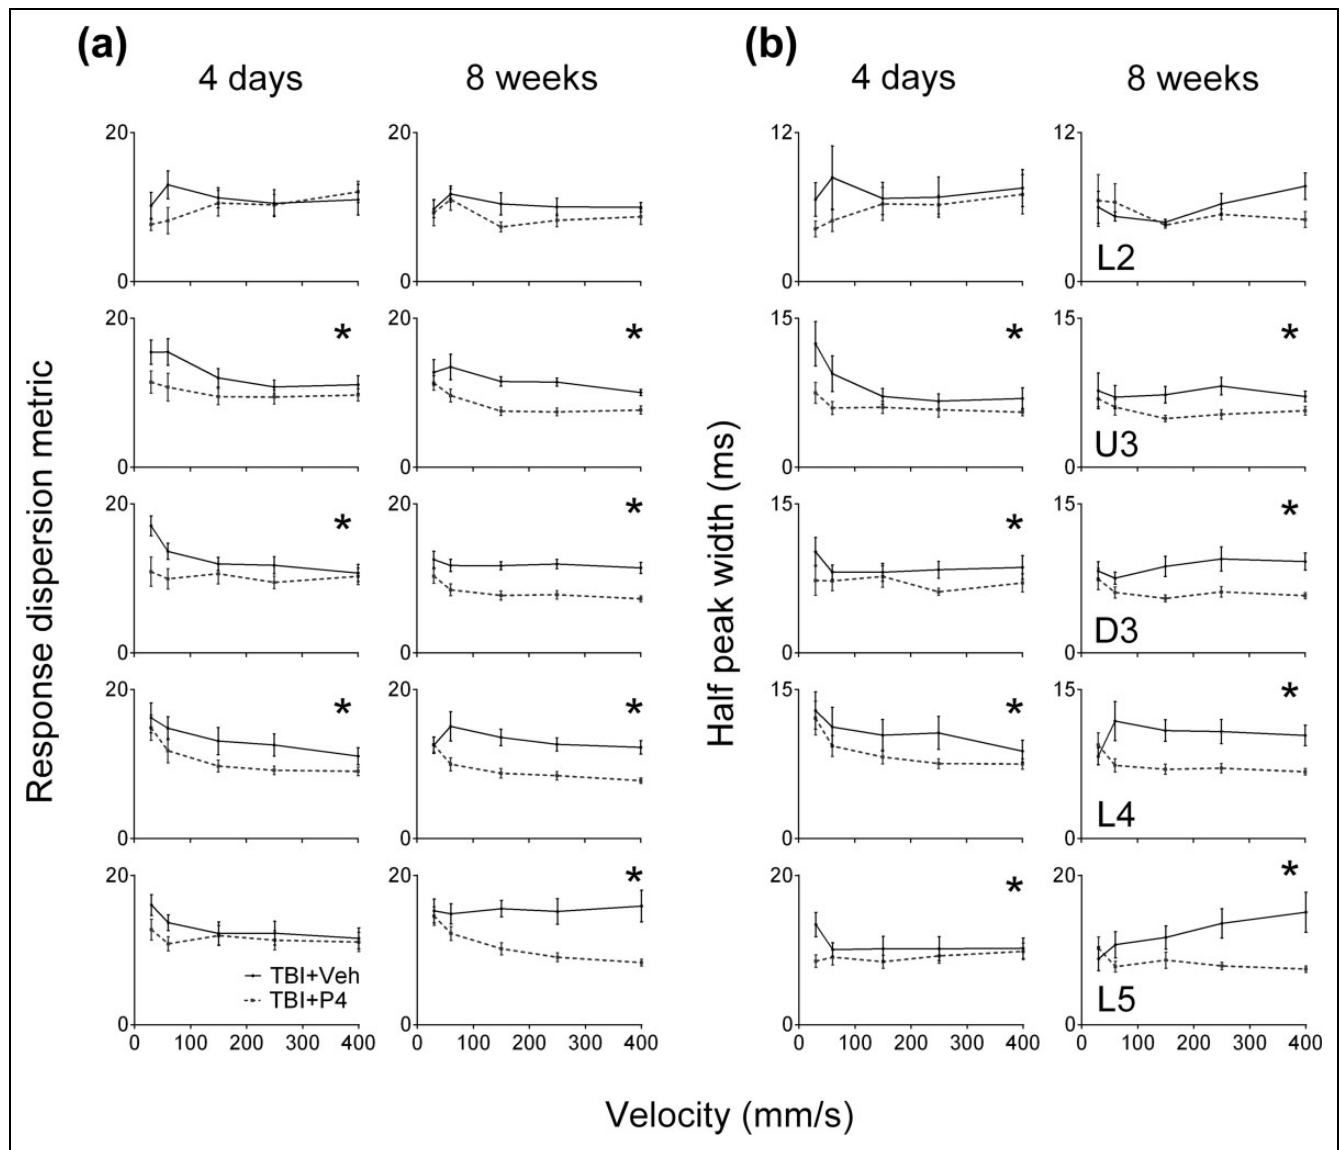 (a)
(b)
4 days
8 weeks
4 days
8 weeks
Response dispersion metric
Half peak width (ms)
20
0
20
0
12
0
12
0
L2
20
0
*
20
0
*
15
0
*
15
0
*
U3
20
0
*
20
0
*
15
0
*
15
0
*
D3
20
0
*
20
0
*
15
0
*
15
0
*
L4
20
0
TBI+Veh
TBI+P4
20
0
*
20
0
*
20
0
*
L5
0 100 200 300 400
0 100 200 300 400
0 100 200 300 400
0 100 200 300 400
Velocity (mm/s)